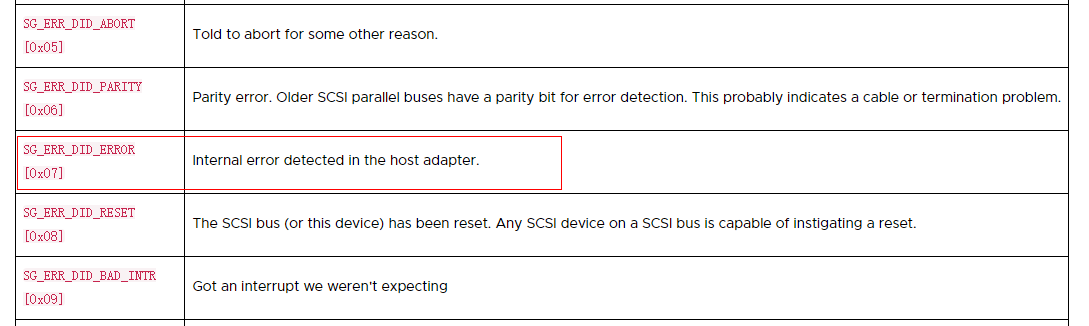 SG_ERR_DID_ABORT
[0x05]
Told to abort for some other reason.
SG_ERR_DID_PARITY
[0x06]
Parity error. Older SCSI parallel buses have a parity bit for error detection. This probably indicates a cable or termination problem.
SG_ERR_DID_ERROR
[0x07]
Internal error detected in the host adapter.
SG_ERR_DID_RESET
[0x08]
The SCSI bus (or this device) has been reset. Any SCSI device on a SCSI bus is capable of instigating a reset.
SG_ERR_DID_BAD_INTR
[0x09]
Got an interrupt we weren't expecting